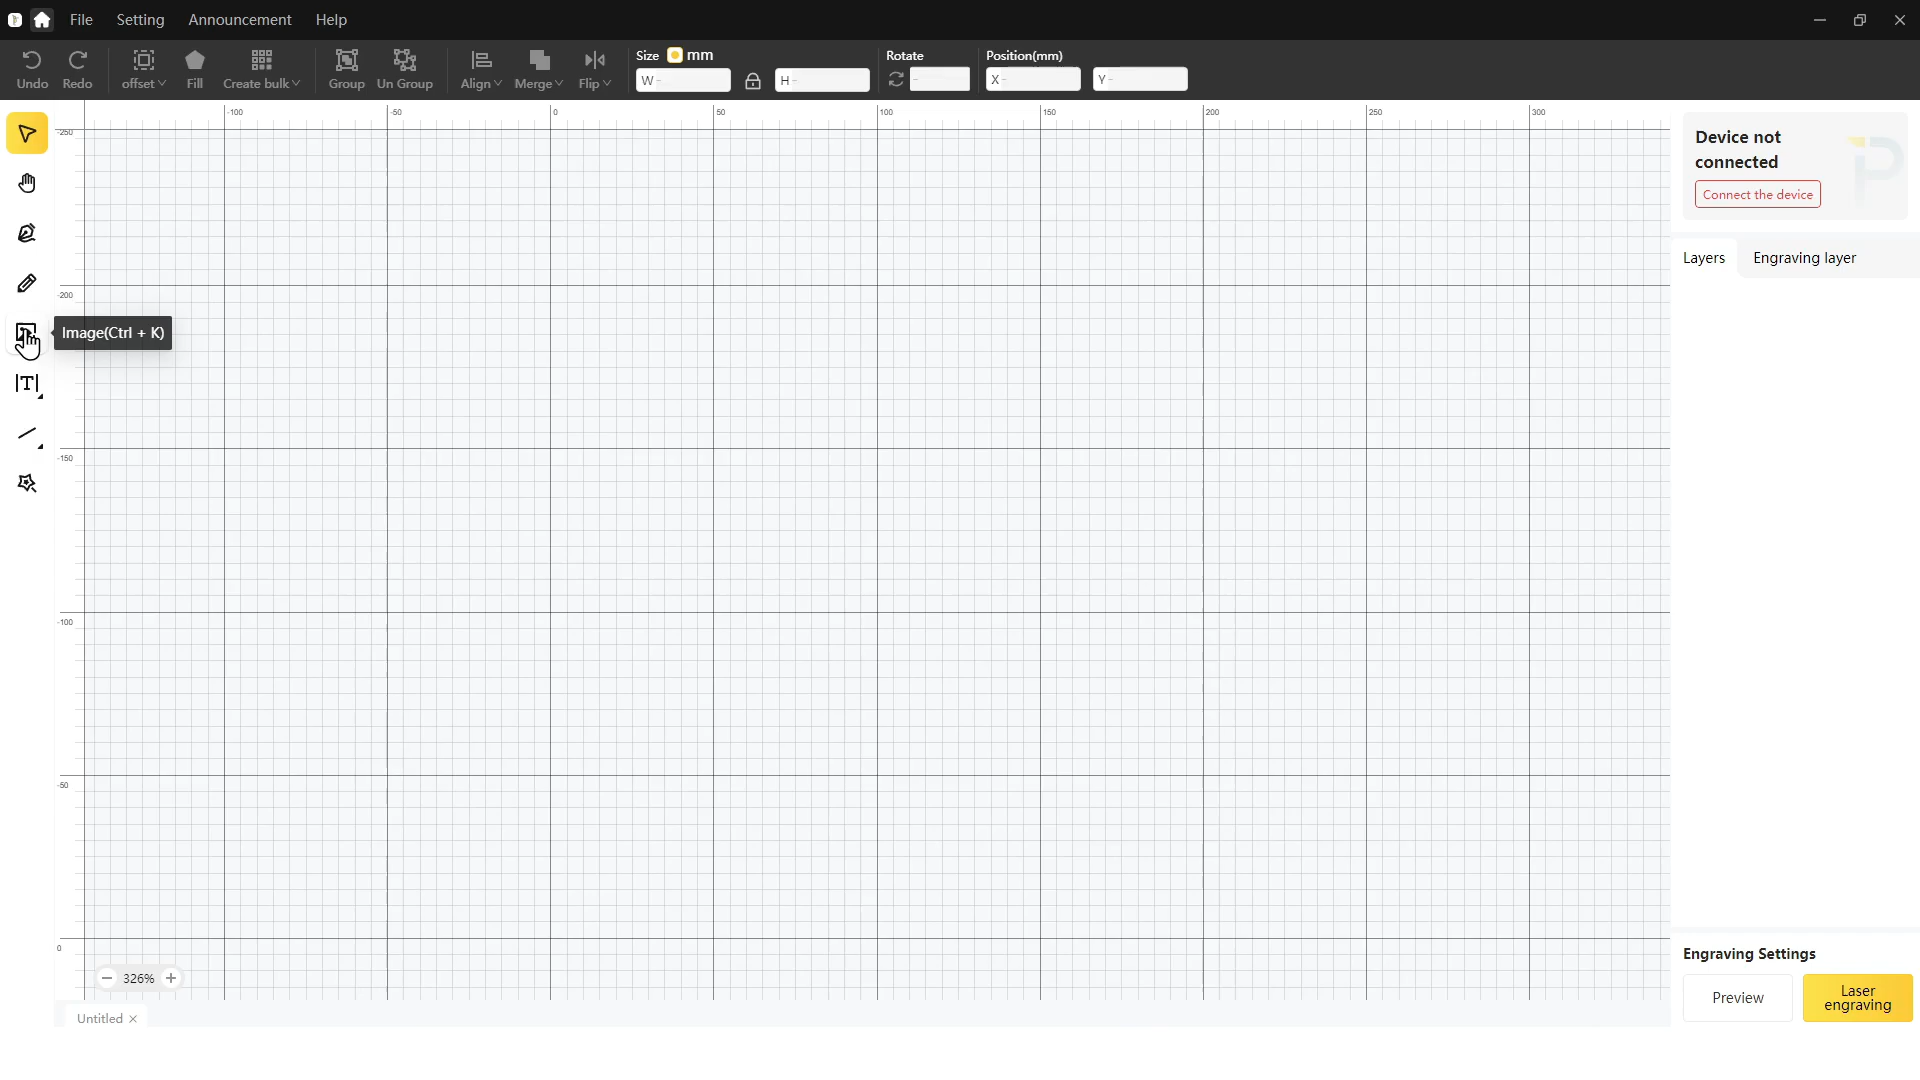 File Setting Announcement Help
Undo Redo offset Fill Create bulk Group Un Group Align Merge Flip
Size mm
W -
H -
Rotate
-
Position(mm)
X -
Y -
-100 -50 0 50 100 150 200 250 300
-250
-200
-150
-100
-50
0
Image(Ctrl + K)
T
326%
Untitled
Device not
connected
Connect the device
Layers Engraving layer
Engraving Settings
Preview
Laser
engraving